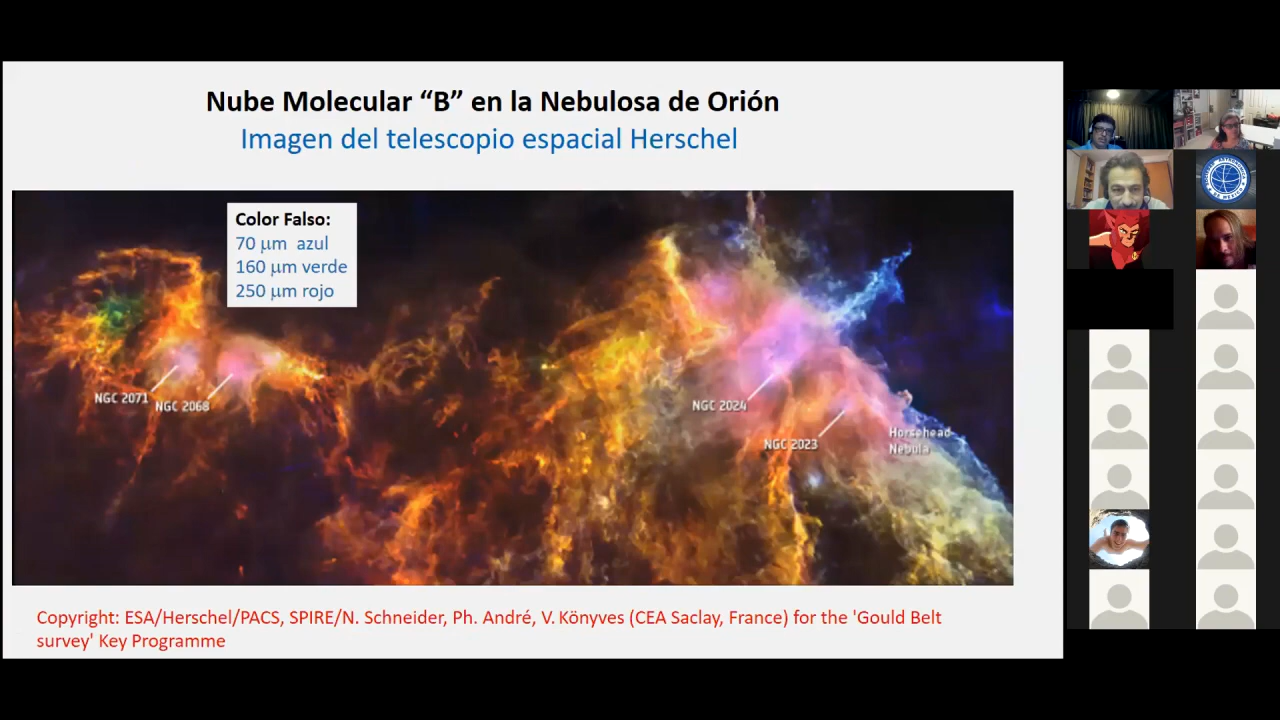 Nube Molecular “B” en la Nebulosa de Orión
Imagen del telescopio espacial Herschel
Color Falso:
70 μm azul
160 μm verde
250 μm rojo
NGC 2071
NGC 2068
NGC 2024
NGC 2023
Horsehead
Nebula
Copyright: ESA/Herschel/PACS, SPIRE/N. Schneider, Ph. André, V. Könyves (CEA Saclay, France) for the 'Gould Belt
survey' Key Programme